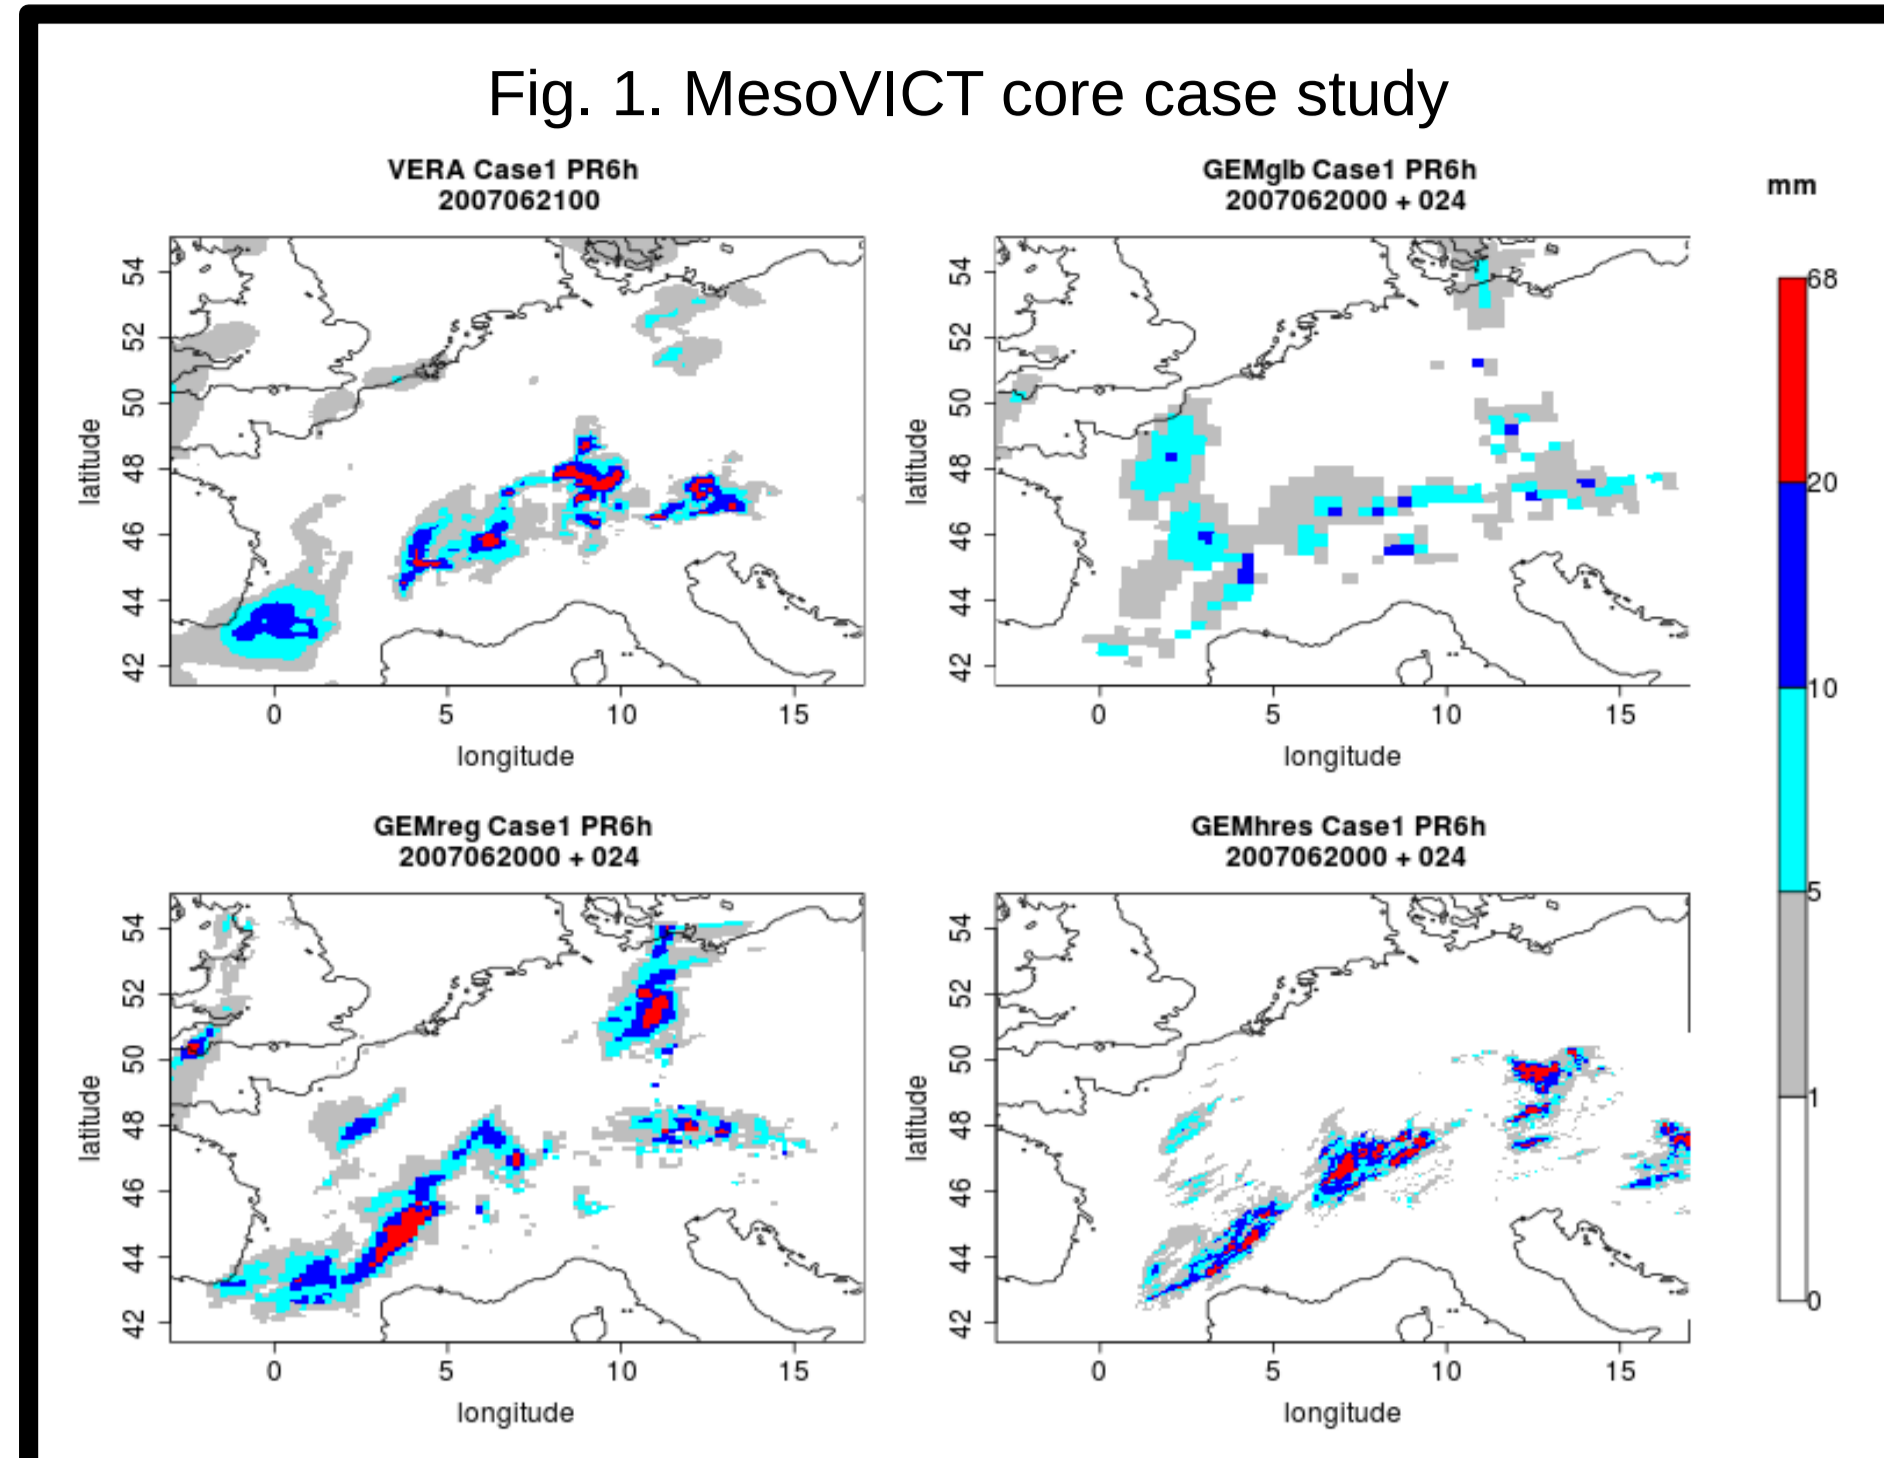 Fig. 1. MesoVICT core case study
VERA Case1 PR6h
2007062100
GEMglb Case1 PR6h
2007062000 + 024
mm
latitude
54
52
50
48
46
44
42
0 5 10 15
longitude
latitude
54
52
50
48
46
44
42
0 5 10 15
longitude
GEMreg Case1 PR6h
2007062000 + 024
GEMhres Case1 PR6h
2007062000 + 024
latitude
54
52
50
48
46
44
42
0 5 10 15
longitude
latitude
54
52
50
48
46
44
42
0 5 10 15
longitude
68
20
10
5
1
0